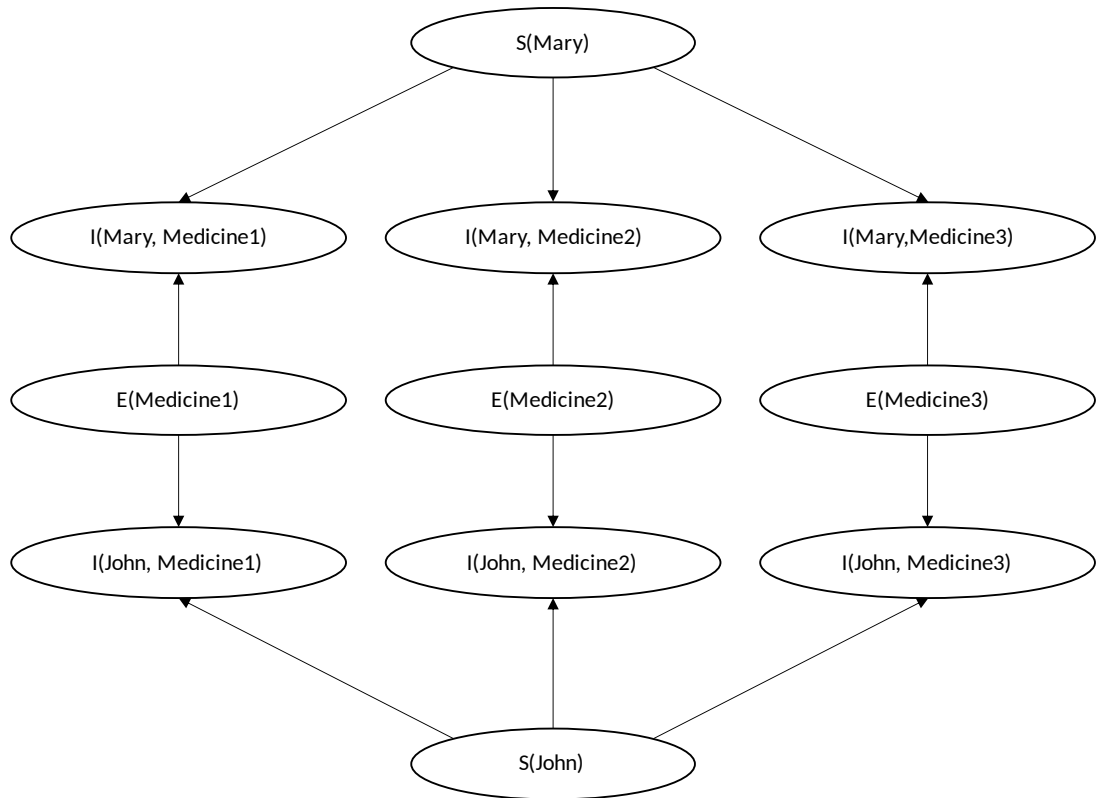 S(Mary)
I(Mary, Medicine1)
I(Mary, Medicine2)
I(Mary,Medicine3)
E(Medicine1)
E(Medicine2)
E(Medicine3)
I(John, Medicine1)
I(John, Medicine2)
I(John, Medicine3)
S(John)